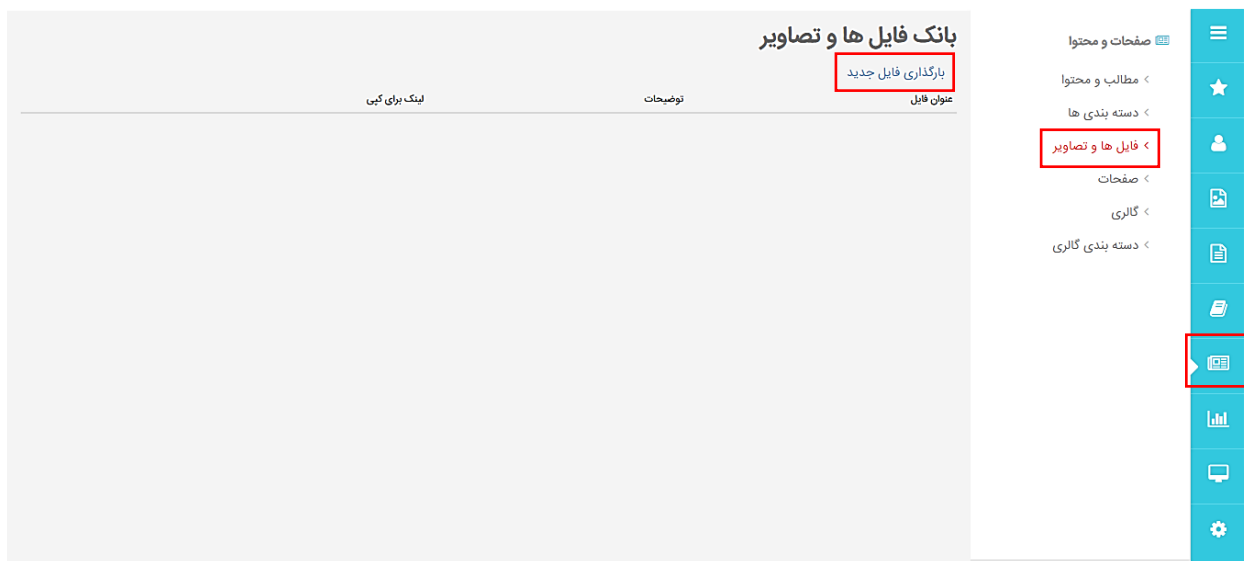 صفحات و محتوا
مطالب و محتوا
دسته بندی ها
فایل ها و تصاویر
صفحات
گالری
دسته بندی گالری
بانک فایل ها و تصاویر
بارگذاری فایل جدید
عنوان فایل توضیحات لینک برای کپی